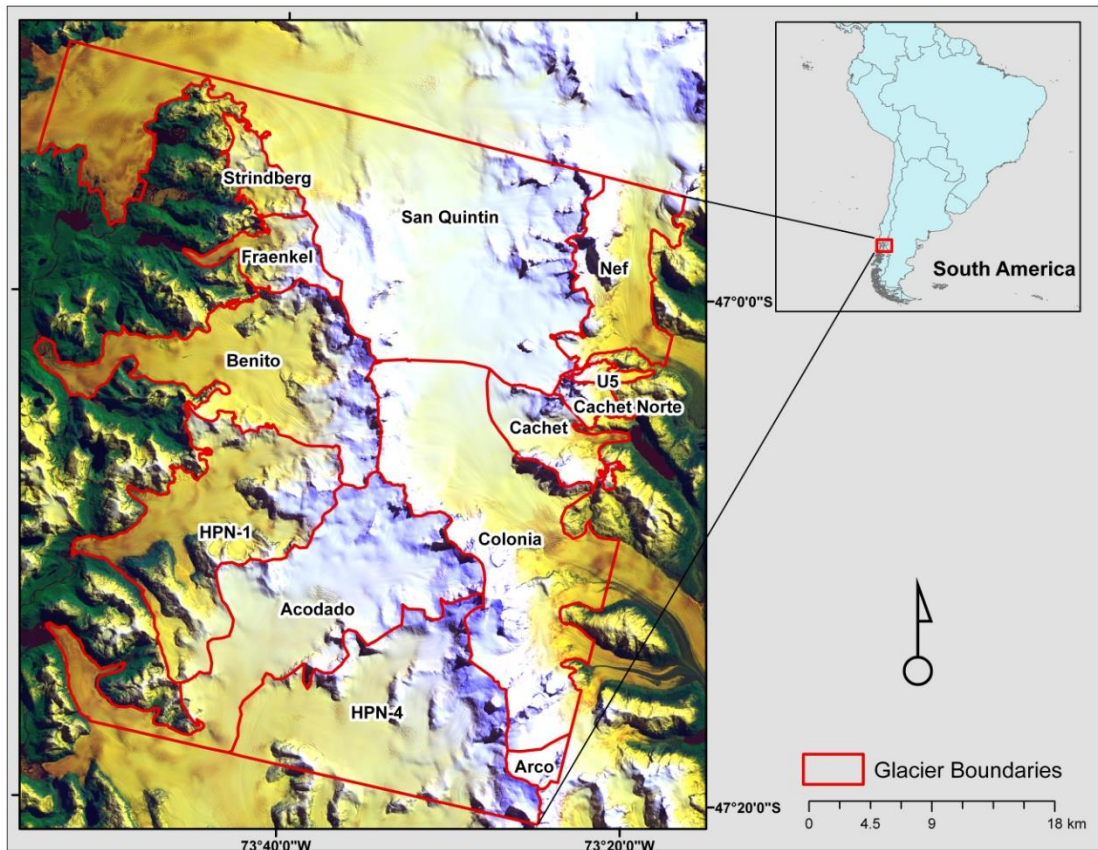 Strindberg
San Quintin
Fraenkel
Nef
Benito
U5
Cachet Norte
Cachet
HPN-1
Colonia
Acodado
HPN-4
Arco
47°0'0"S
47°20'0"S
73°40'0"W
73°20'0"W
South America
Glacier Boundaries
0 4.5 9 18 km